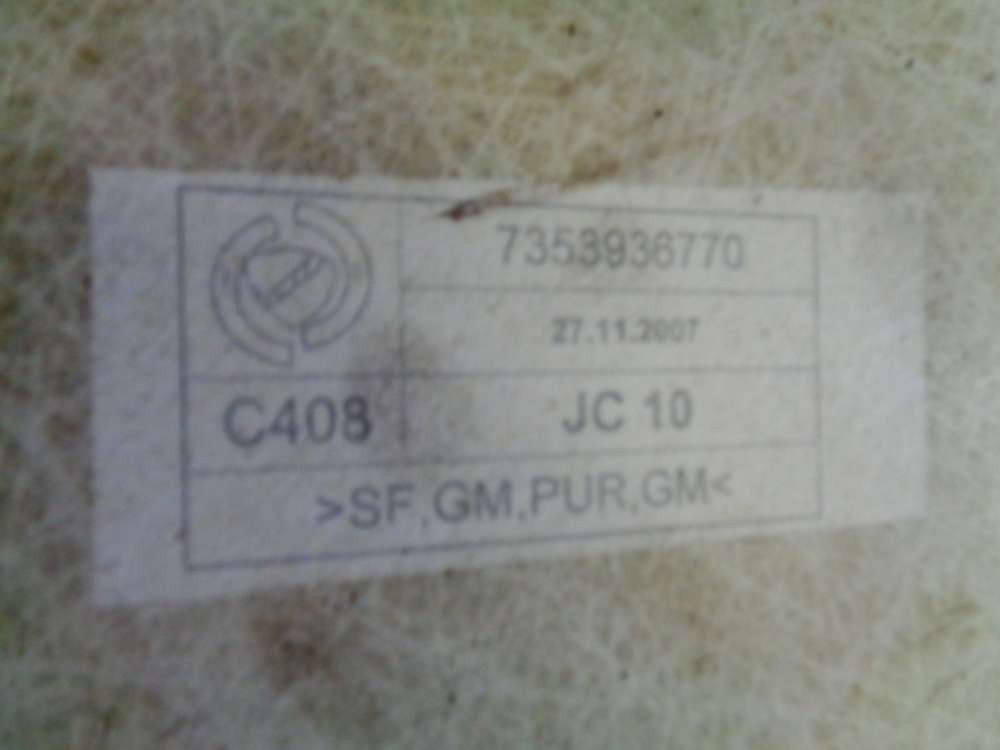 7353936770
27.11.2007
C408
JC 10
>SF,GM,PUR,GM<